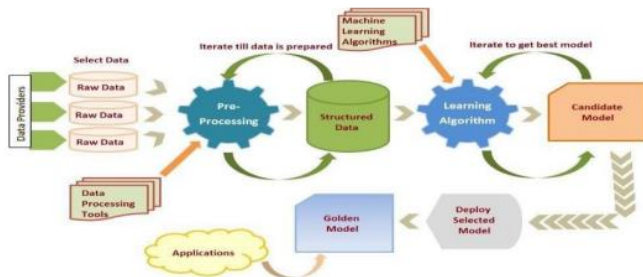 Machine Learning
Algorithms
Select Data
Iterate till data is prepared
Iterate to get best model
Data Providers
Raw Data
Raw Data
Raw Data
Pre-
Processing
Structured
Data
Learning
Algorithm
Candidate
Model
Data
Processing
Tools
Applications
Golden
Model
Deploy
Selected
Model